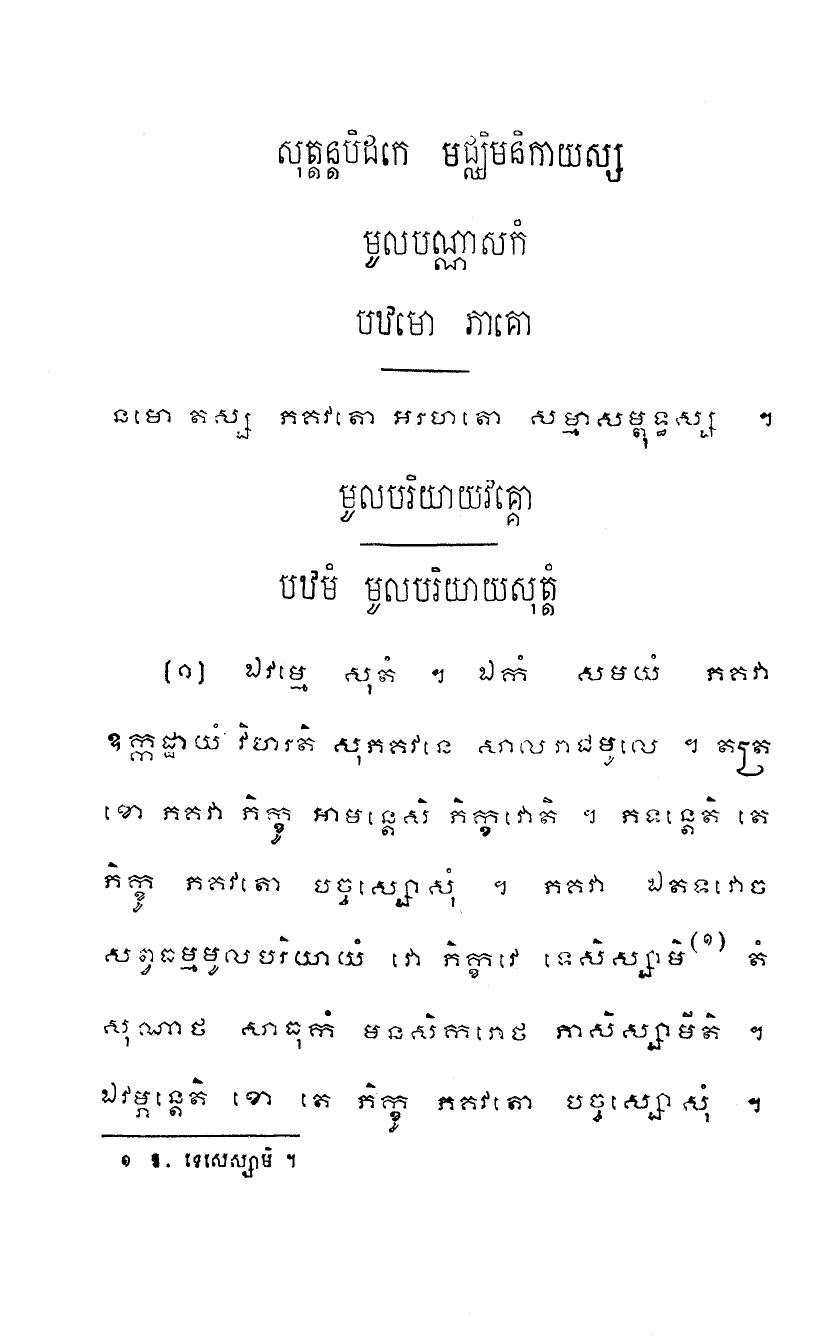 សុត្តន្តបិដកេ មជ្ឈិមនិកាយស្ស
មូលបណ្ណាសកំ
បឋមោ ភាគោ
នមោ តស្ស ភគវតោ អរហតោ សម្មាសម្ពុទ្ធស្ស ។
មូលបរិយាយវគ្គោ
បឋមំ មូលបរិយាយសុត្តំ
[១] ឯវម្មេ សុតំ ។ ឯកំ សមយំ ភគវា
ឧក្កដ្ឋាយំ វិហរតិ សុភគវនេ សាលរាជមូលេ ។ តត្រ
ខោ ភគវា ភិក្ខូ អាមន្តេសិ ភិក្ខវោតិ ។ ភទន្តេតិ តេ
ភិក្ខូ ភគវតោ បច្ចស្សោសុំ ។ ភគវា ឯតទវោច
សព្វធម្មមូលបរិយាយំ វោ ភិក្ខវេ ទេសិស្សាមិ(១) តំ
សុណាថ សាធុកំ មនសិករោថ ភាសិស្សាមីតិ ។
ឯវម្ភន្តេតិ ខោ តេ ភិក្ខូ ភគវតោ បច្ចស្សោសុំ ។
១ ឱ. ទេសេស្សាមិ ។